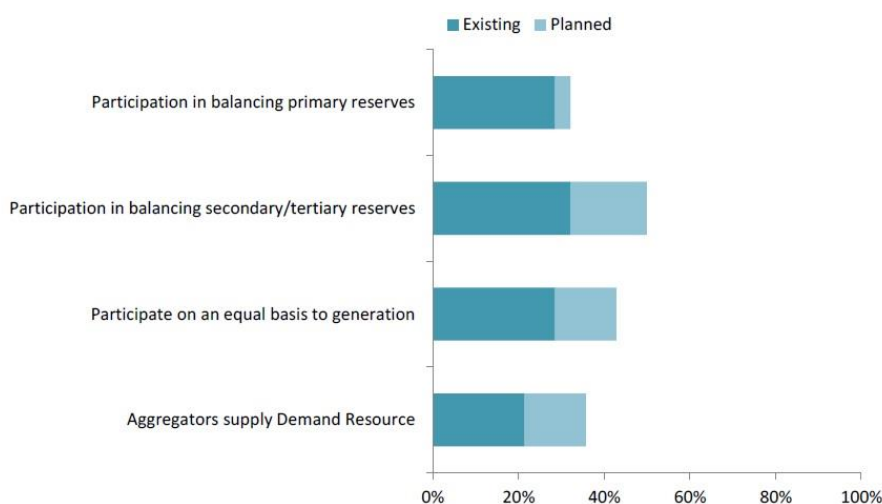 Existing Planned
Participation in balancing primary reserves
Participation in balancing secondary/tertiary reserves
Participate on an equal basis to generation
Aggregators supply Demand Resource
0% 20% 40% 60% 80% 100%